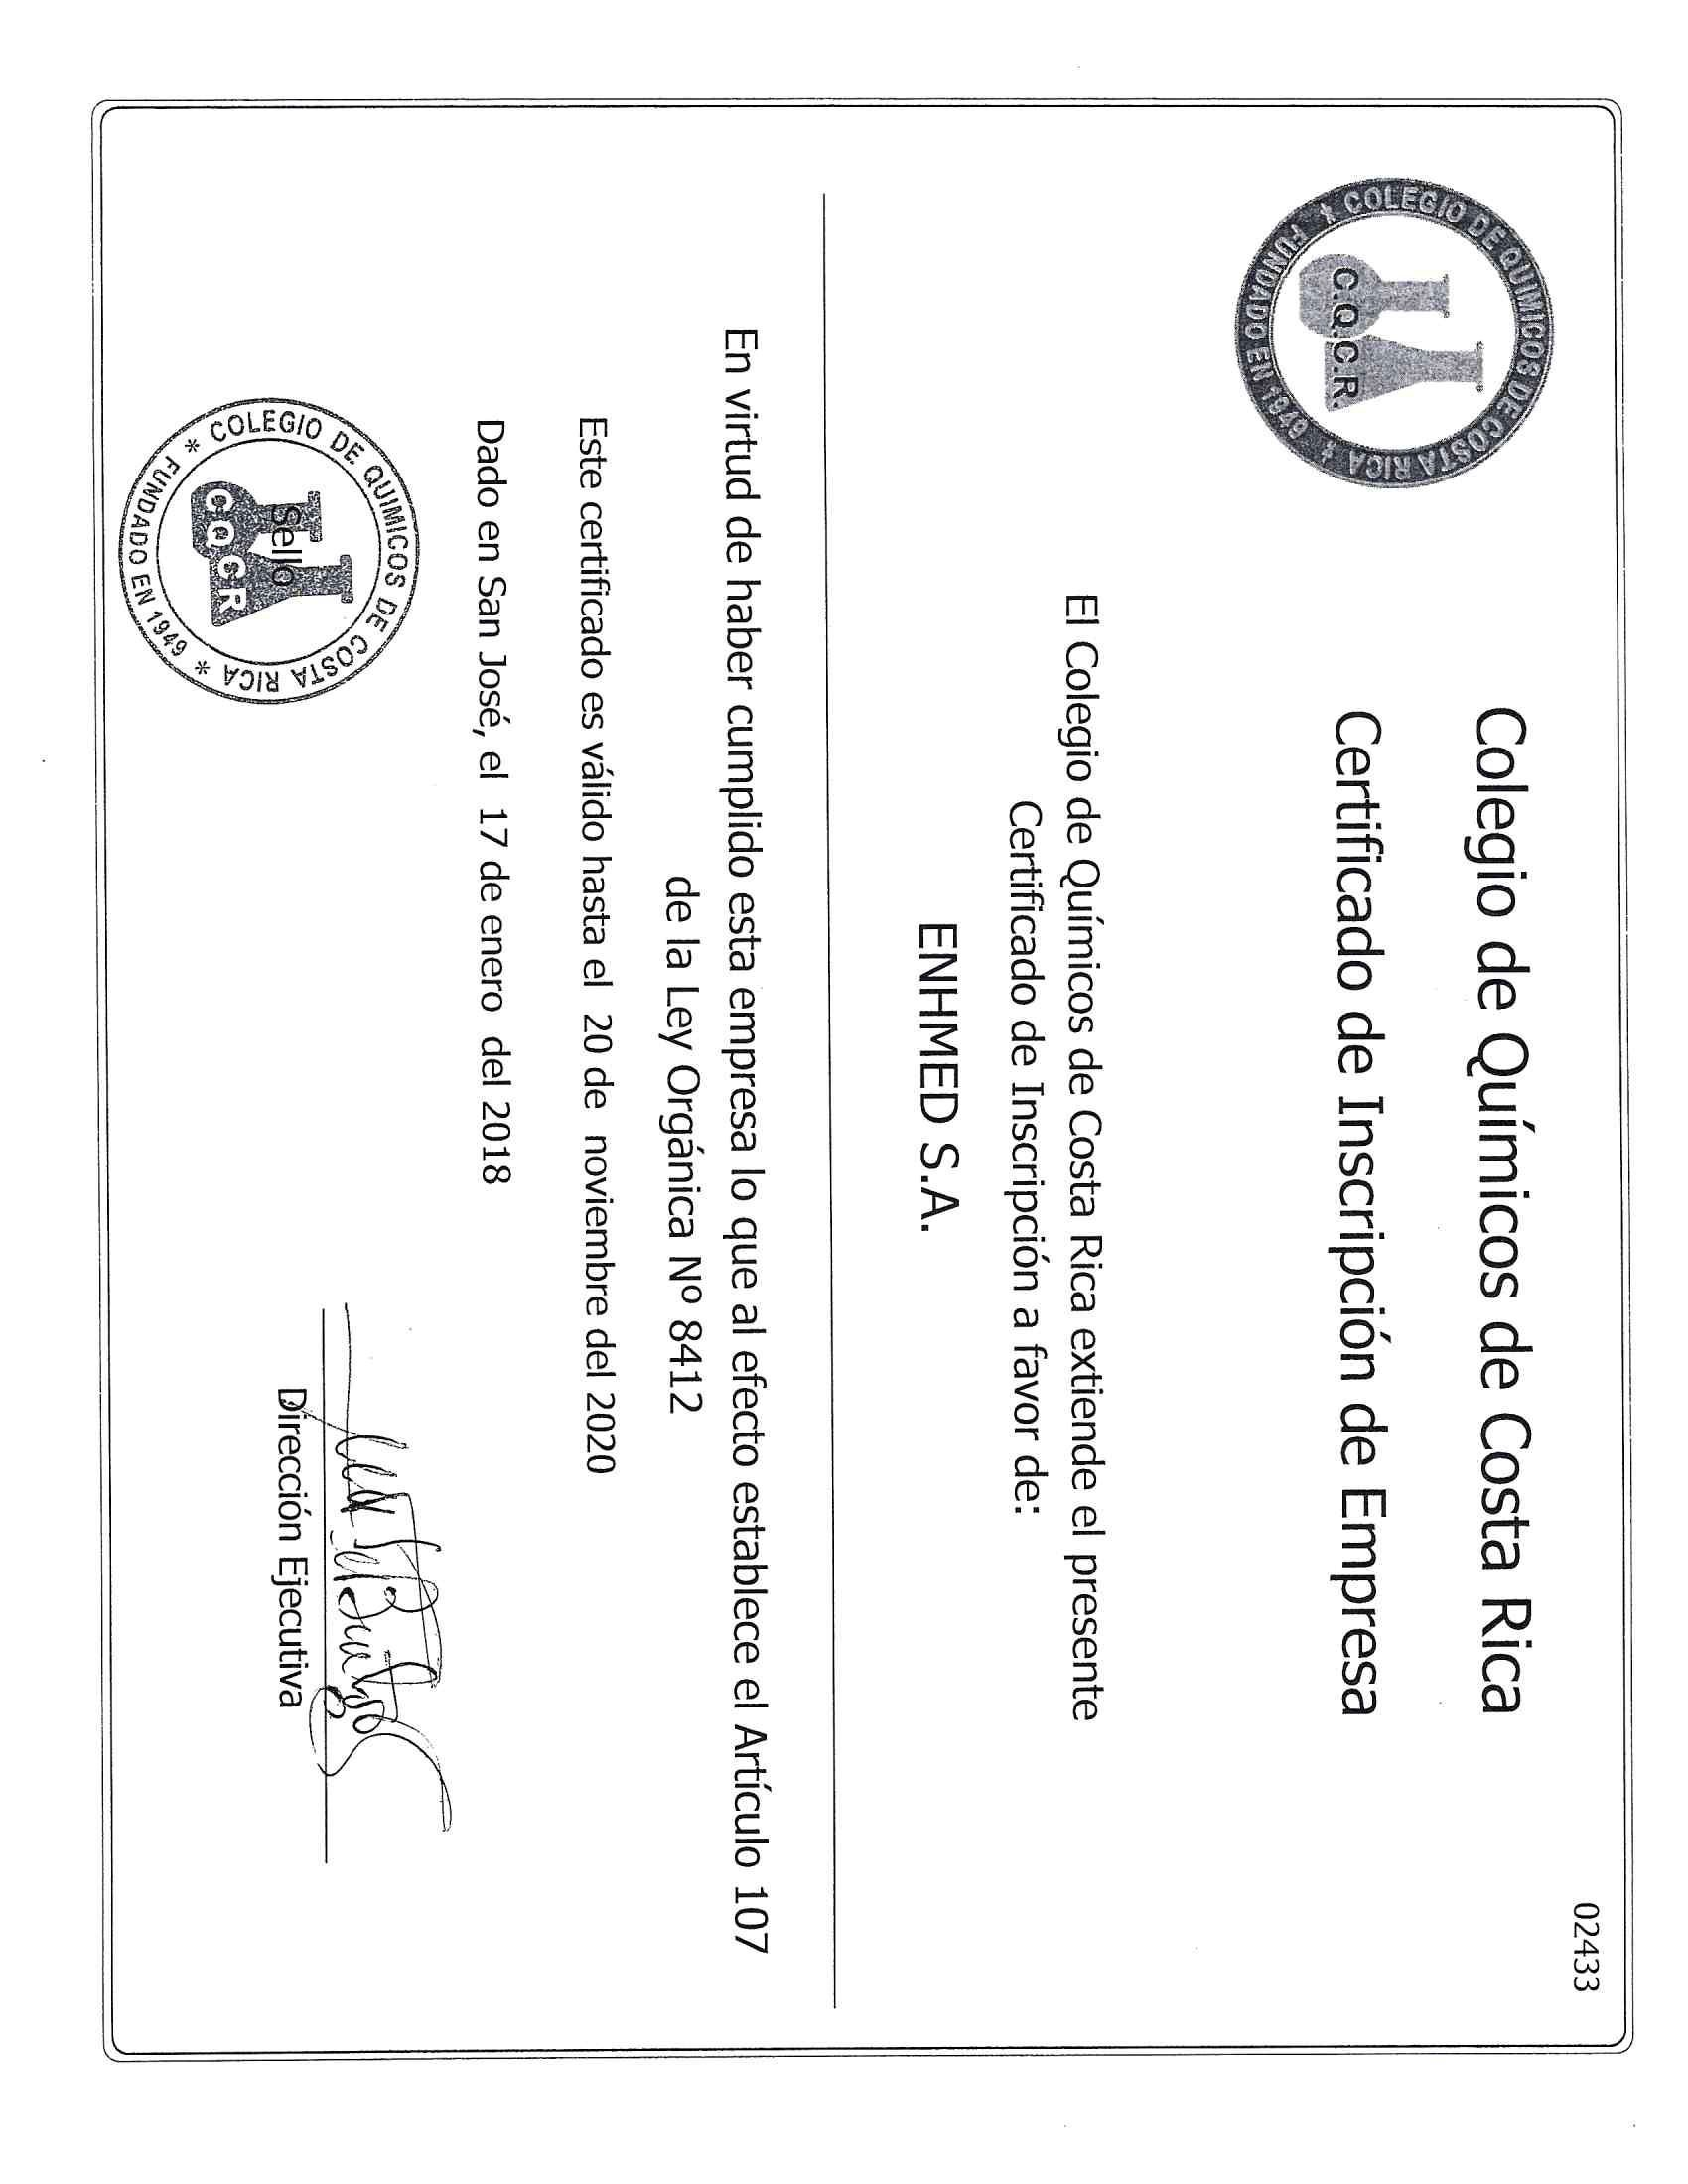 02433
COLEGIO DE QUIMICOS DE COSTA RICA
FUNDADO EN 1949
C.Q.C.R.
Colegio de Químicos de Costa Rica
Certificado de Inscripción de Empresa
El Colegio de Químicos de Costa Rica extiende el presente
Certificado de Inscripción a favor de:
ENHMED S.A.
En virtud de haber cumplido esta empresa lo que al efecto establece el Artículo 107
de la Ley Orgánica Nº 8412
Este certificado es válido hasta el 20 de noviembre del 2020
Dado en San José, el 17 de enero del 2018
COLEGIO DE QUIMICOS DE COSTA RICA
FUNDADO EN 1949
Sello
CQCR
Dirección Ejecutiva